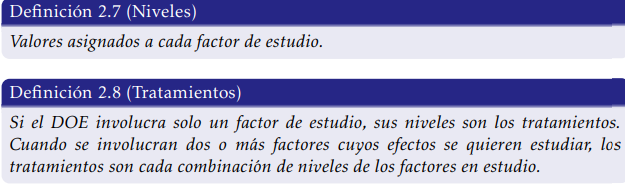 Definición 2.7 (Niveles)
Valores asignados a cada factor de estudio.
Definición 2.8 (Tratamientos)
Si el DOE involucra solo un factor de estudio, sus niveles son los tratamientos.
Cuando se involucran dos o más factores cuyos efectos se quieren estudiar, los
tratamientos son cada combinación de niveles de los factores en estudio.